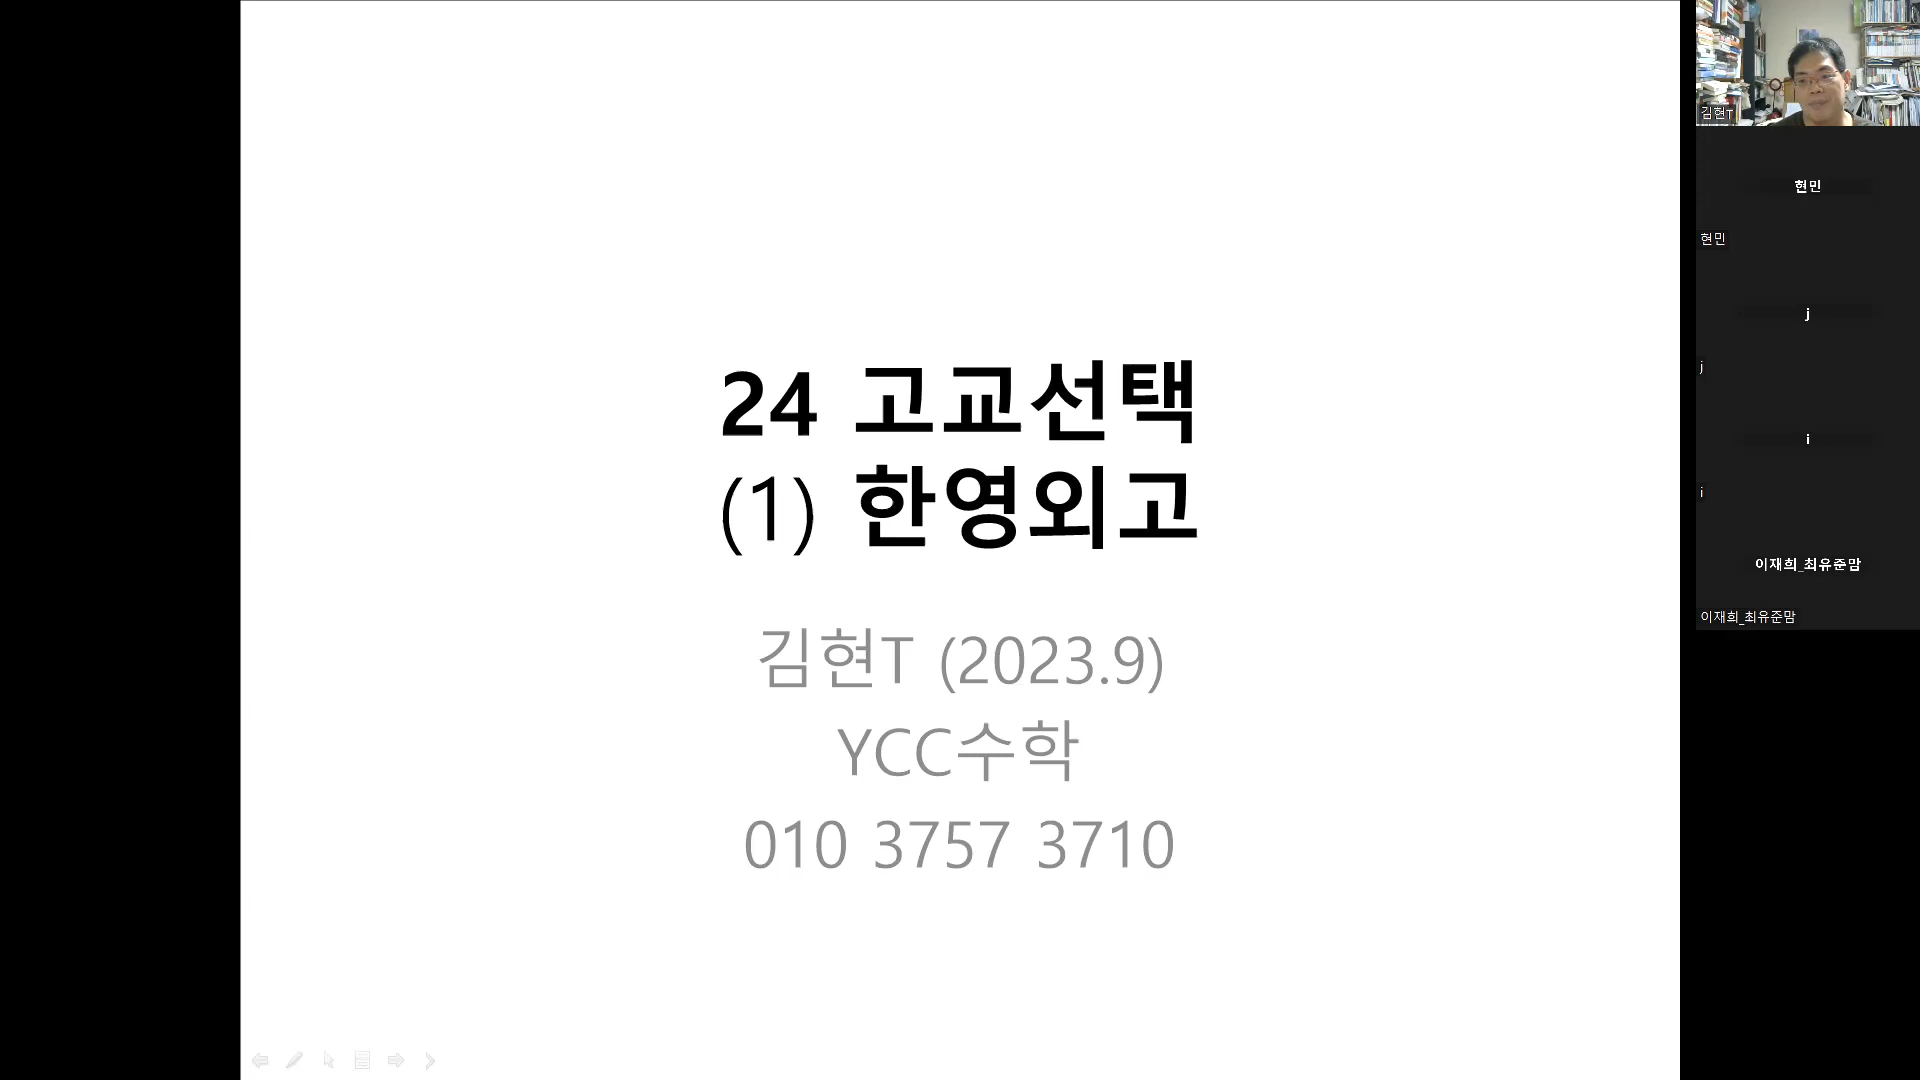 24 고교선택
(1) 한영외고
김현T (2023.9)
YCC수학
010 3757 3710
김현T
현민
현민
j
j
i
i
이재희_최유준맘
이재희_최유준맘